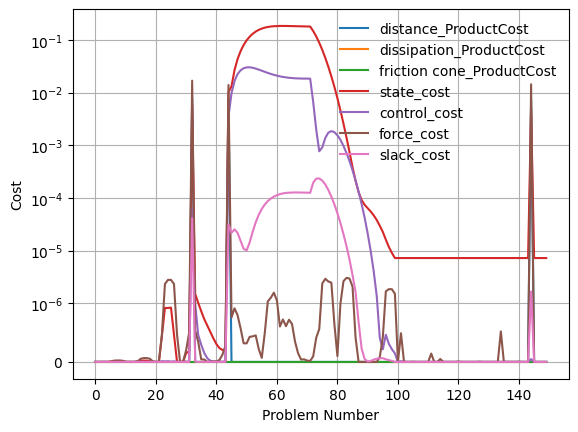 distance_ProductCost
dissipation_ProductCost
friction cone_ProductCost
state_cost
control_cost
force_cost
slack_cost
Cost
10⁻¹
10⁻²
10⁻³
10⁻⁴
10⁻⁵
10⁻⁶
0
0 20 40 60 80 100 120 140
Problem Number